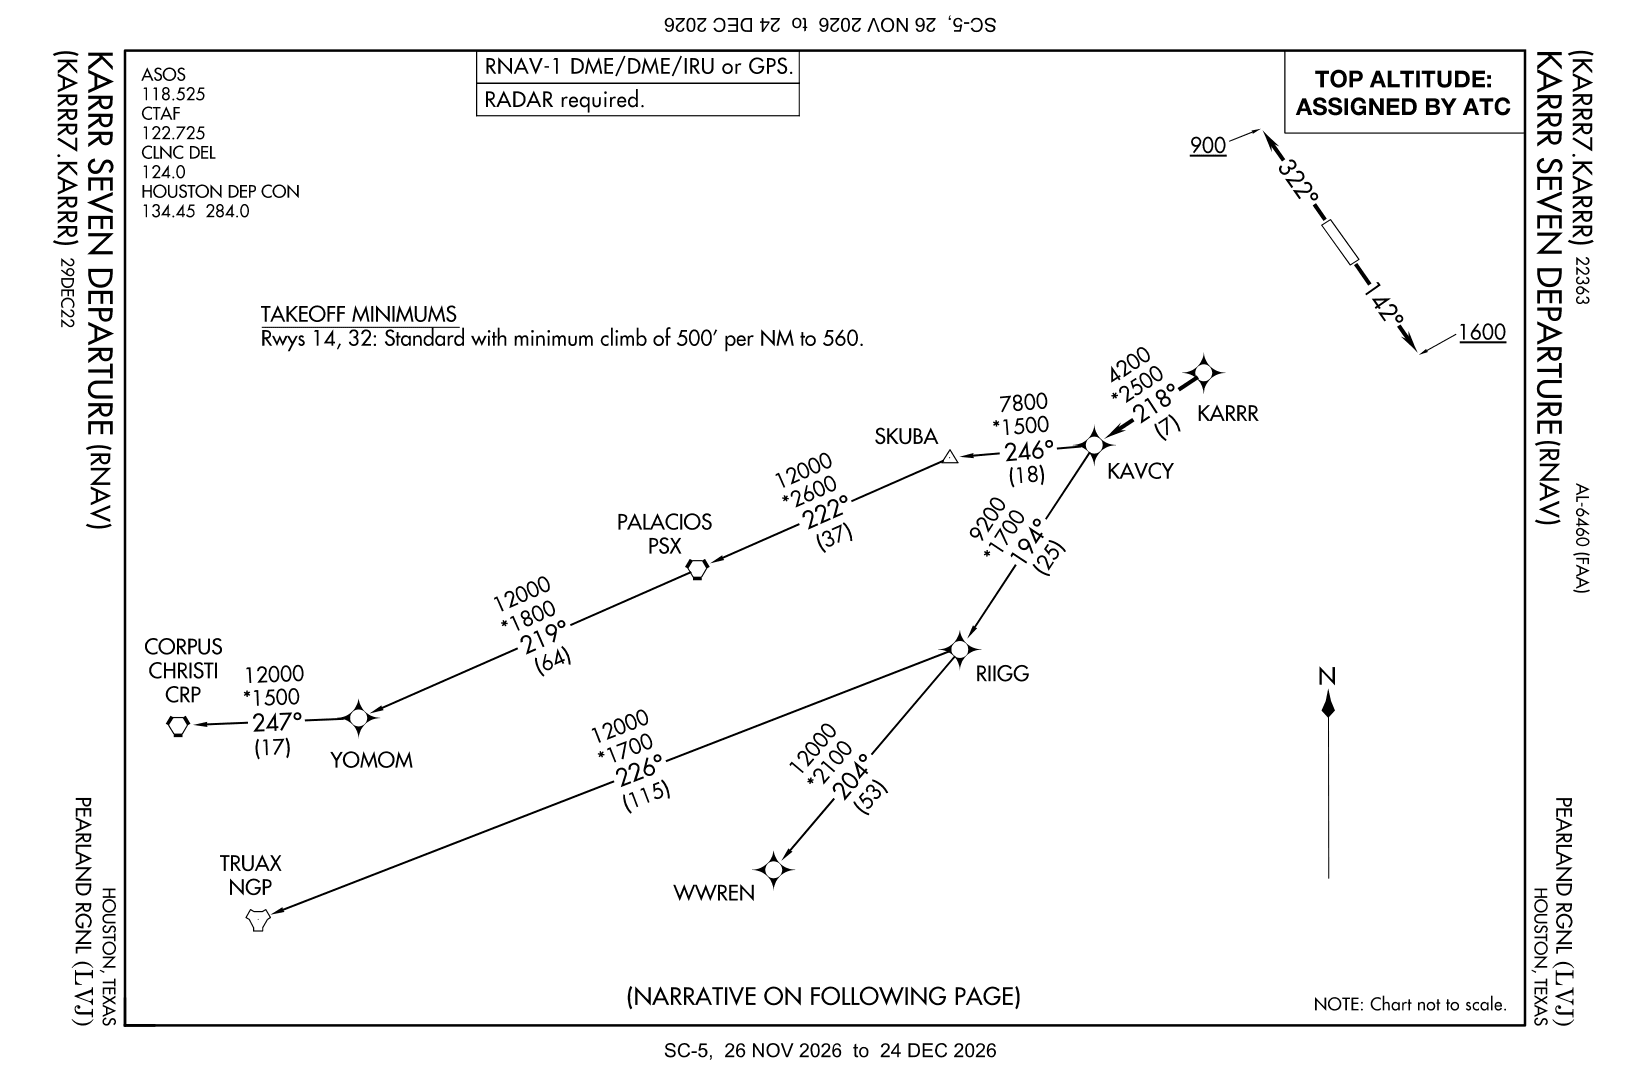 SC-5, 26 NOV 2026 to 24 DEC 2026
(KARRR7.KARRR) 29DEC22
KARRR SEVEN DEPARTURE (RNAV)
PEARLAND RGNL (LVJ)
HOUSTON, TEXAS
ASOS
118.525
CTAF
122.725
CLNC DEL
124.0
HOUSTON DEP CON
134.45 284.0
RNAV-1 DME/DME/IRU or GPS.
RADAR required.
TOP ALTITUDE:
ASSIGNED BY ATC
900
322°
142°
1600
TAKEOFF MINIMUMS
Rwys 14, 32: Standard with minimum climb of 500’ per NM to 560.
4200
*2500
218°
(7)
KARRR
7800
*1500
246°
(18)
KAVCY
SKUBA
12000
*2600
222°
(37)
9200
*1700
194°
(25)
PALACIOS
PSX
12000
*1800
219°
(64)
RIIGG
CORPUS
CHRISTI
CRP
12000
*1500
247°
(17)
YOMOM
12000
*1700
226°
(115)
12000
*2100
204°
(53)
TRUAX
NGP
WWREN
N
(NARRATIVE ON FOLLOWING PAGE)
NOTE: Chart not to scale.
(KARRR7.KARRR) 22363
KARRR SEVEN DEPARTURE (RNAV)
AL-6460 (FAA)
PEARLAND RGNL (LVJ)
HOUSTON, TEXAS
SC-5, 26 NOV 2026 to 24 DEC 2026